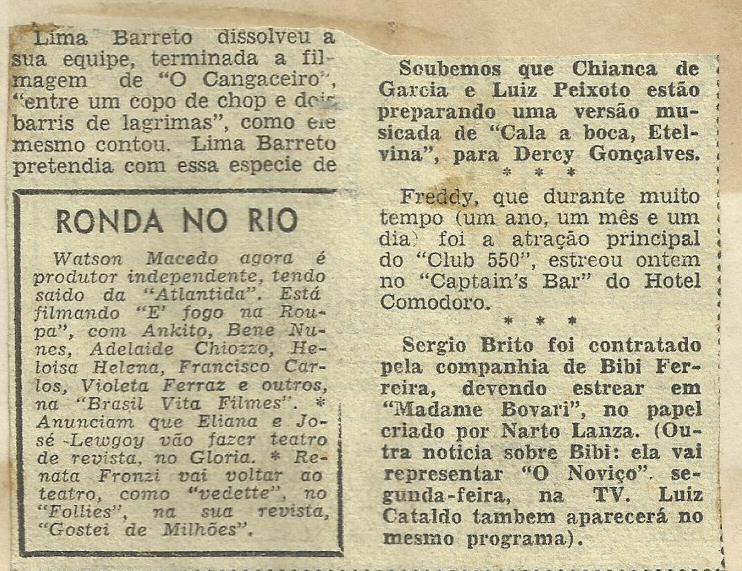 Lima Barreto dissolveu a
sua equipe, terminada a fil-
magem de "O Cangaceiro",
"entre um copo de chop e dois
barris de lagrimas", como ele
mesmo contou. Lima Barreto
pretendia com essa especie de
RONDA NO RIO
Watson Macedo agora é
produtor independente, tendo
saido da "Atlantida". Está
filmando "E' fogo na Rou-
pa", com Ankito, Bene Nu-
nes, Adelaide Chiozzo, He-
loisa Helena, Francisco Car-
los, Violeta Ferraz e outros,
na "Brasil Vita Filmes". *
Anunciam que Eliana e Jo-
sé Lewgoy vão fazer teatro
de revista, no Gloria. * Re-
nata Fronzi vai voltar ao
teatro, como "vedette", no
"Follies", na sua revista,
"Gostei de Milhões".
Soubemos que Chianca de
Garcia e Luiz Peixoto estão
preparando uma versão mu-
sicada de "Cala a boca, Etel-
vina", para Dercy Gonçalves.
* * *
Freddy, que durante muito
tempo (um ano, um mês e um
dia) foi a atração principal
do "Club 550", estreou ontem
no "Captain's Bar" do Hotel
Comodoro.
* * *
Sergio Brito foi contratado
pela companhia de Bibi Fer-
reira, devendo estrear em
"Madame Bovari", no papel
criado por Narto Lanza. (Ou-
tra noticia sobre Bibi: ela vai
representar "O Noviço". se-
gunda-feira, na TV. Luiz
Cataldo tambem aparecerá no
mesmo programa).